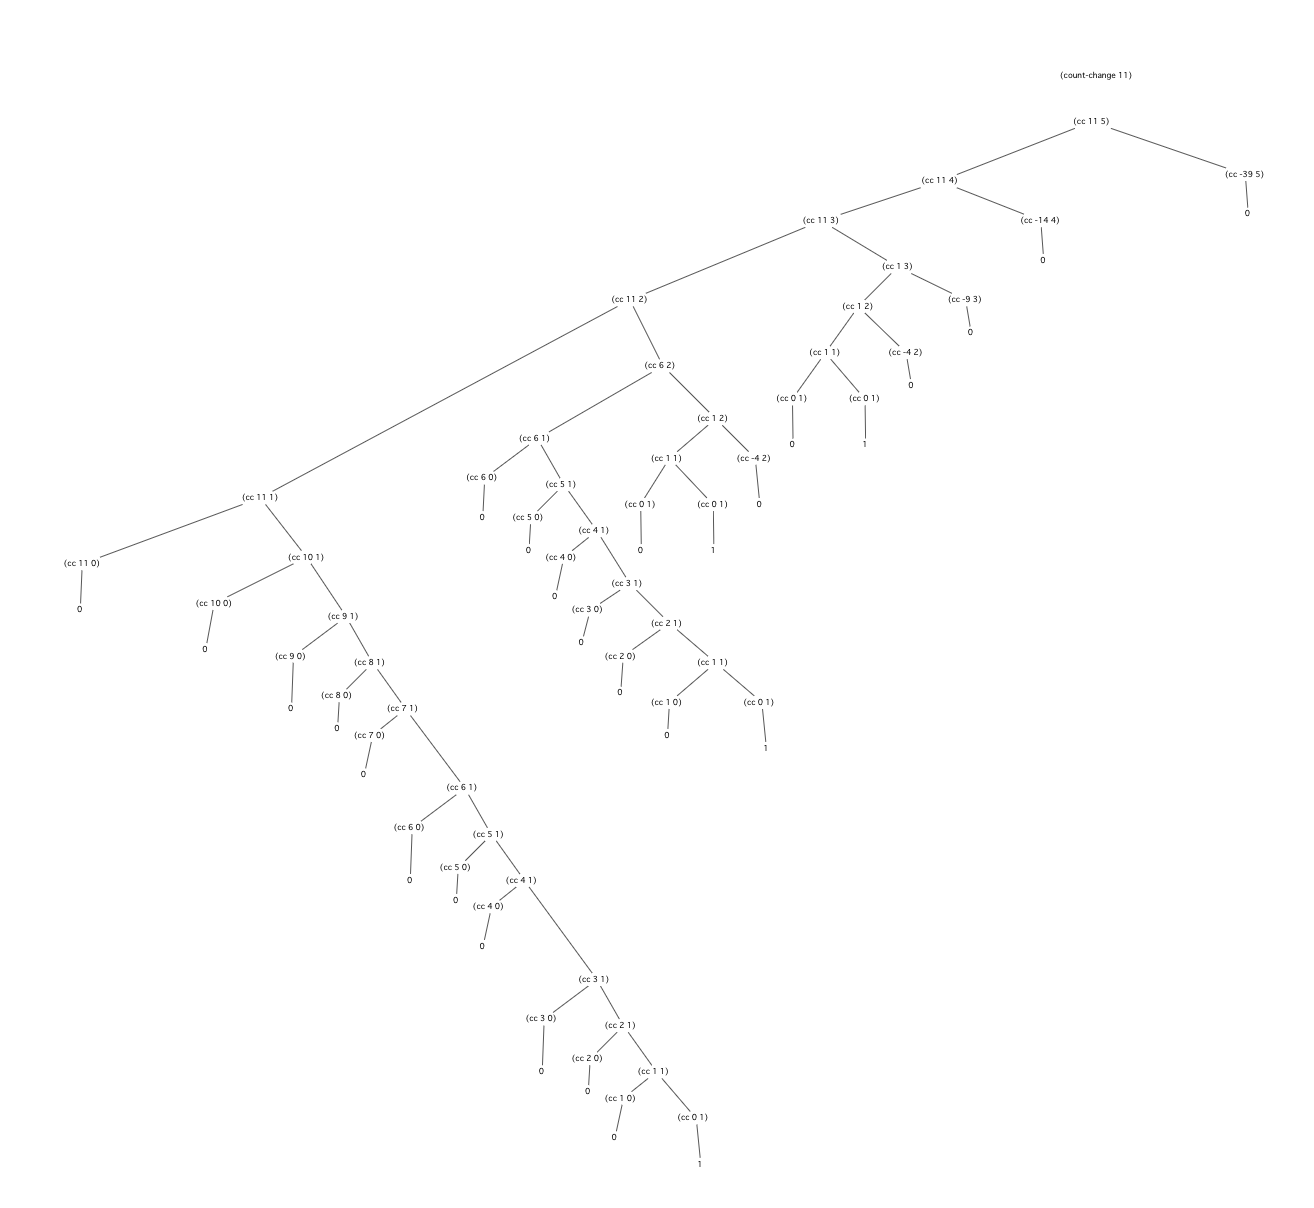 (count-change 11)
(cc 11 5)
(cc -39 5)
(cc 11 4)
0
(cc 11 3)
(cc -14 4)
0
(cc 1 3)
(cc 11 2)
(cc -9 3)
(cc 1 2)
0
(cc 1 1)
(cc -4 2)
(cc 6 2)
0
(cc 0 1)
(cc 0 1)
(cc 1 2)
(cc 6 1)
0
1
(cc 1 1)
(cc -4 2)
(cc 6 0)
(cc 5 1)
(cc 11 1)
(cc 0 1)
(cc 0 1)
0
0
(cc 5 0)
(cc 4 1)
0
0
1
(cc 10 1)
(cc 4 0)
(cc 11 0)
(cc 3 1)
0
(cc 10 0)
0
(cc 3 0)
(cc 9 1)
(cc 2 1)
0
0
(cc 9 0)
(cc 2 0)
(cc 8 1)
(cc 1 1)
0
(cc 8 0)
(cc 1 0)
(cc 0 1)
0
(cc 7 1)
0
(cc 7 0)
0
1
0
(cc 6 1)
(cc 6 0)
(cc 5 1)
(cc 5 0)
0
(cc 4 1)
0
(cc 4 0)
0
(cc 3 1)
(cc 3 0)
(cc 2 1)
(cc 2 0)
0
(cc 1 1)
0
(cc 1 0)
(cc 0 1)
0
1